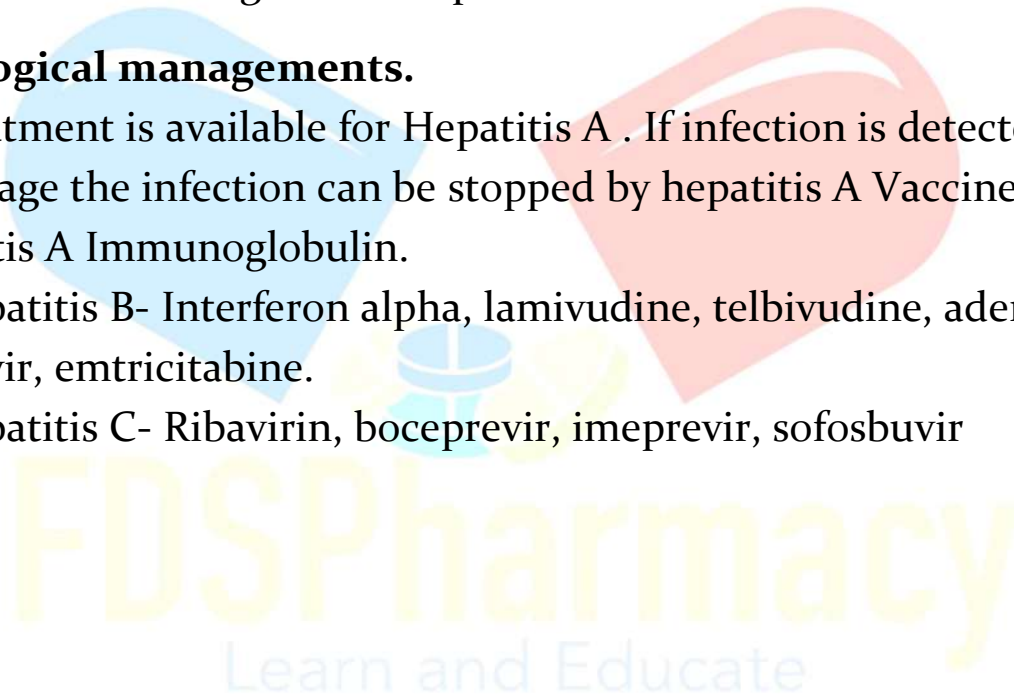 ogical managements.
tment is available for Hepatitis A . If infection is detect
age the infection can be stopped by hepatitis A Vaccine
tis A Immunoglobulin.
patitis B- Interferon alpha, lamivudine, telbivudine, ade
vir, emtricitabine.
patitis C- Ribavirin, boceprevir, imeprevir, sofosbuvir
FDSPharmacy
Learn and Educate